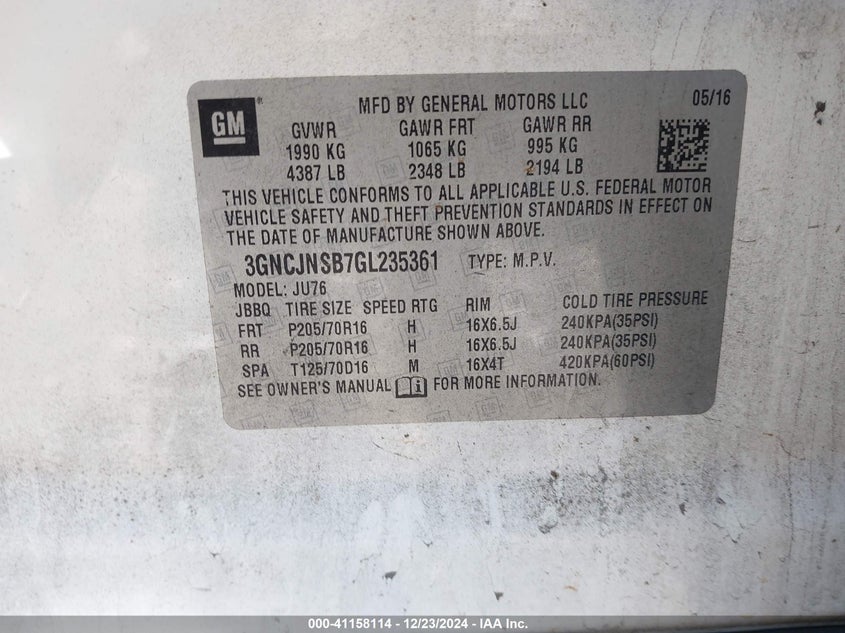 GM
®
MFD BY GENERAL MOTORS LLC 05/16
GVWR GAWR FRT GAWR RR
1990 KG 1065 KG 995 KG
4387 LB 2348 LB 2194 LB
THIS VEHICLE CONFORMS TO ALL APPLICABLE U.S. FEDERAL MOTOR
VEHICLE SAFETY AND THEFT PREVENTION STANDARDS IN EFFECT ON
THE DATE OF MANUFACTURE SHOWN ABOVE.
3GNCJNSB7GL235361 TYPE: M.P.V.
MODEL: JU76
JBBQ TIRE SIZE SPEED RTG RIM COLD TIRE PRESSURE
FRT P205/70R16 H 16X6.5J 240KPA(35PSI)
RR P205/70R16 H 16X6.5J 240KPA(35PSI)
SPA T125/70D16 M 16X4T 420KPA(60PSI)
SEE OWNER'S MANUAL FOR MORE INFORMATION.
000-41158114 - 12/23/2024 - IAA Inc.